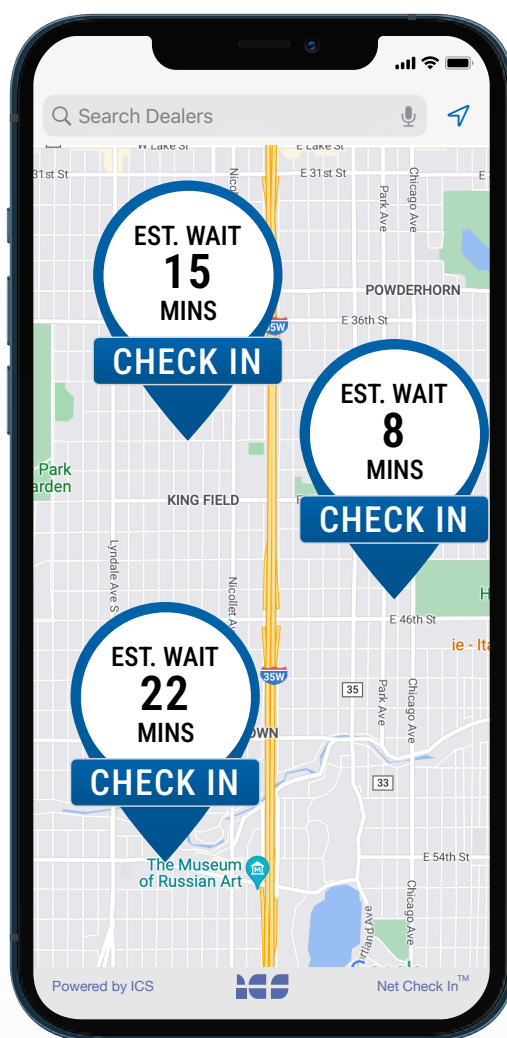 Search Dealers
W Lake St
E Lake St
31st St
E 31st St
EST. WAIT
15
MINS
CHECK IN
Park Ave
Chicago Ave
POWDERHORN
E 36th St
35W
EST. WAIT
8
MINS
CHECK IN
Park
arden
KING FIELD
Lyndale Ave S
Nicollet Av
E 46th St
ie - Ita
EST. WAIT
22
MINS
CHECK IN
35W
35
Park Ave
Chicago Ave
OWN
33
The Museum
of Russian Art
E 54th St
Chicago Ave
rtland Ave
Powered by ICS
ICS
Net Check In™